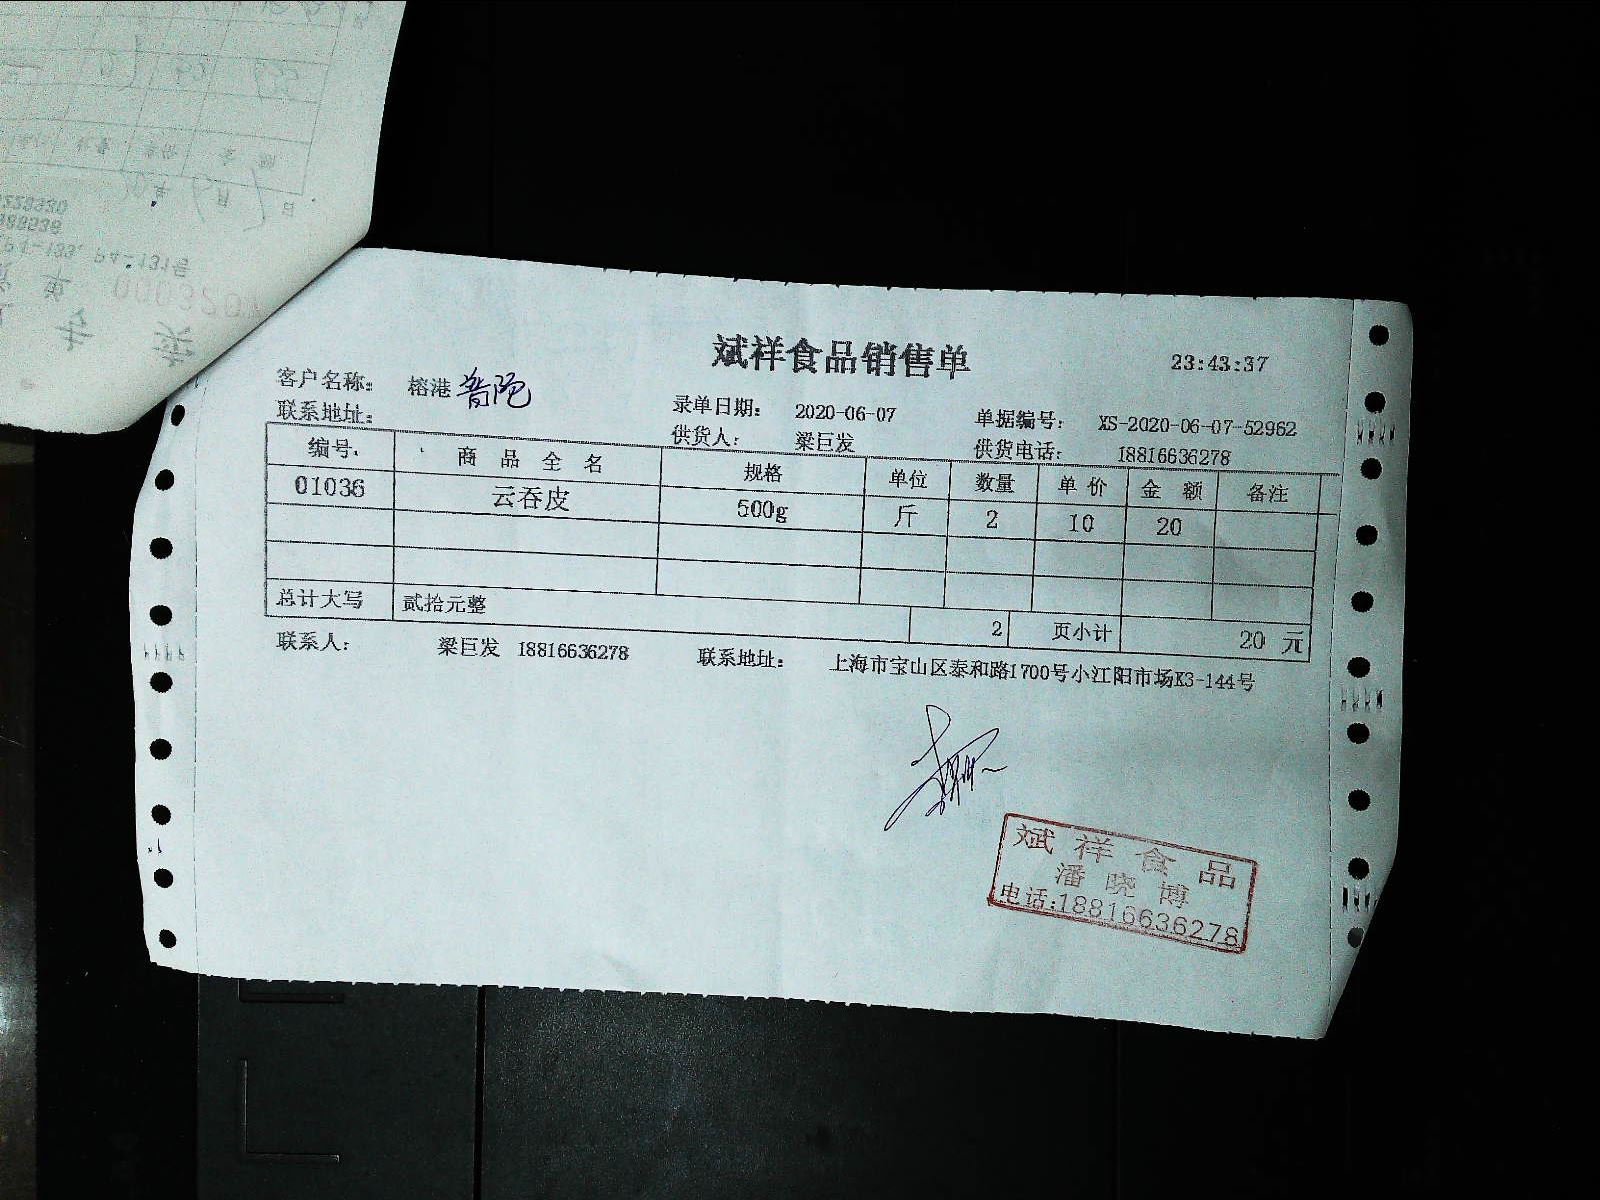 斌祥食品销售单
23:43:37
客户名称： 榕港 普陀
录单日期： 2020-06-07
单据编号： XS-2020-06-07-52962
联系地址：
供货人： 梁巨发
供货电话： 18816636278
编号 商品全名 规格 单位 数量 单价 金额 备注
01036 云吞皮 500g 斤 2 10 20
总计大写 贰拾元整 2 页小计 20 元
联系人： 梁巨发 18816636278 联系地址： 上海市宝山区泰和路1700号小江阳市场K3-144号
斌祥食品
潘晓博
电话:18816636278